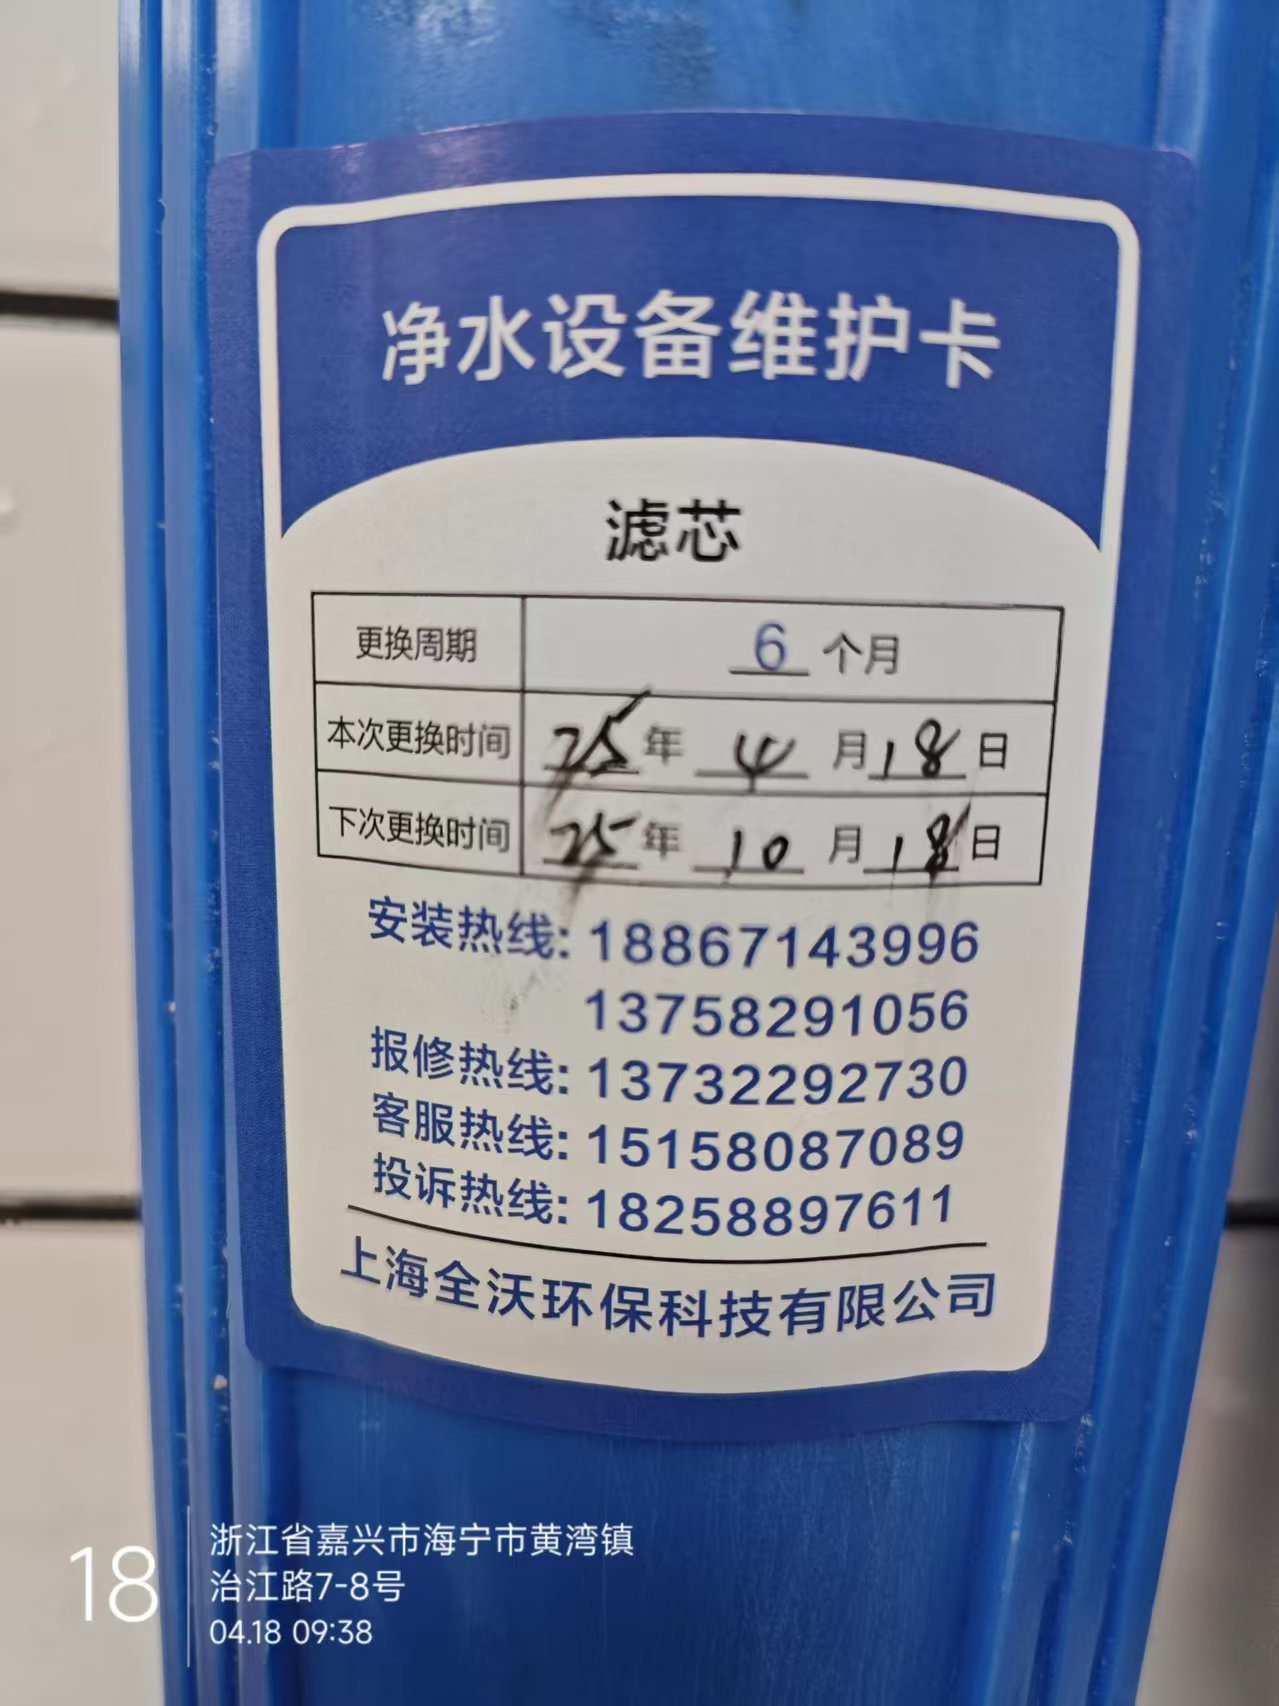 净水设备维护卡
滤芯
更换周期 6 个月
本次更换时间 25 年 4 月 18 日
下次更换时间 25 年 10 月 18 日
安装热线: 18867143996
13758291056
报修热线: 13732292730
客服热线: 15158087089
投诉热线: 18258897611
上海全沃环保科技有限公司
18
浙江省嘉兴市海宁市黄湾镇
治江路7-8号
04.18 09:38